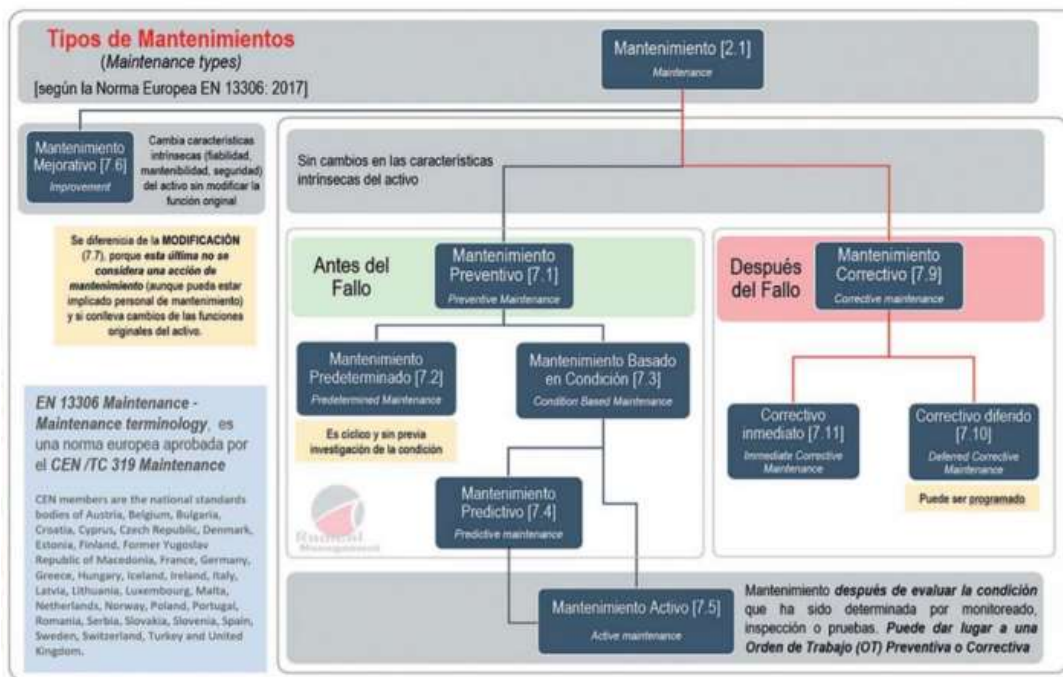 Tipos de Mantenimientos
(Maintenance types)
[según la Norma Europea EN 13306: 2017]
Mantenimiento [2.1]
Maintenance
Mantenimiento
Mejorativo [7.6]
Improvement
Cambia características
intrínsecas (fiabilidad,
mantenibilidad, seguridad)
del activo sin modificar la
función original
Sin cambios en las características
intrínsecas del activo
Se diferencia de la MODIFICACIÓN
(7.7), porque esta última no se
considera una acción de
mantenimiento (aunque pueda estar
implicado personal de mantenimiento)
y si conlleva cambios de las funciones
originales del activo.
Antes del
Fallo
Mantenimiento
Preventivo [7.1]
Preventive Maintenance
Después
del Fallo
Mantenimiento
Correctivo [7.9]
Corrective maintenance
Mantenimiento
Predeterminado [7.2]
Predetermined Maintenance
Es cíclico y sin previa
investigación de la condición
Mantenimiento Basado
en Condición [7.3]
Condition Based Maintenance
Correctivo
inmediato [7.11]
Immediate Corrective
Maintenance
Correctivo diferido
[7.10]
Deferred Corrective
Maintenance
Puede ser programado
Mantenimiento
Predictivo [7.4]
Predictive maintenance
Radical
Management
EN 13306 Maintenance -
Maintenance terminology, es
una norma europea aprobada por
el CEN /TC 319 Maintenance
CEN members are the national standards
bodies of Austria, Belgium, Bulgaria,
Croatia, Cyprus, Czech Republic, Denmark,
Estonia, Finland, Former Yugoslav
Republic of Macedonia, France, Germany,
Greece, Hungary, Iceland, Ireland, Italy,
Latvia, Lithuania, Luxembourg, Malta,
Netherlands, Norway, Poland, Portugal,
Romania, Serbia, Slovakia, Slovenia, Spain,
Sweden, Switzerland, Turkey and United
Kingdom.
Mantenimiento Activo [7.5]
Active maintenance
Mantenimiento después de evaluar la condición
que ha sido determinada por monitoreado,
inspección o pruebas. Puede dar lugar a una
Orden de Trabajo (OT) Preventiva o Correctiva